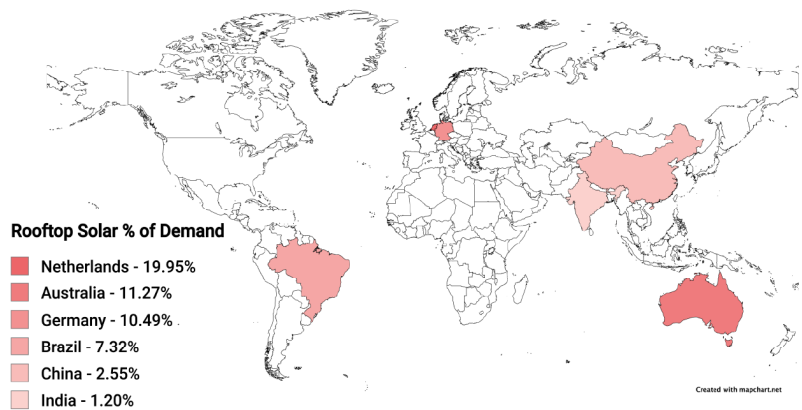 Rooftop Solar % of Demand
Netherlands - 19.95%
Australia - 11.27%
Germany - 10.49%
Brazil - 7.32%
China - 2.55%
India - 1.20%
Created with mapchart.net